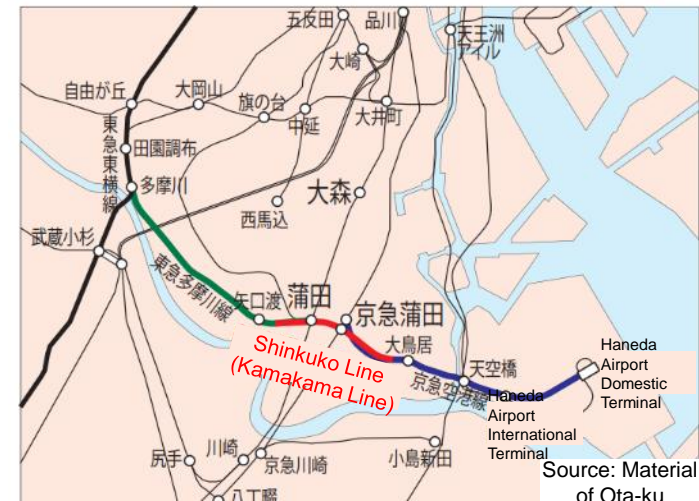 五反田
品川
天王洲
アイル
大崎
自由が丘
大岡山
旗の台
中延
大井町
東急東横線
田園調布
多摩川
大森
西馬込
武蔵小杉
東急多摩川線
矢口渡
蒲田
京急蒲田
大鳥居
天空橋
京急空港線
Shinkuko Line
(Kamakama Line)
Haneda
Airport
Domestic
Terminal
Haneda
Airport
International
Terminal
尻手
川崎
京急川崎
小島新田
八丁畷
Source: Material
of Ota-ku